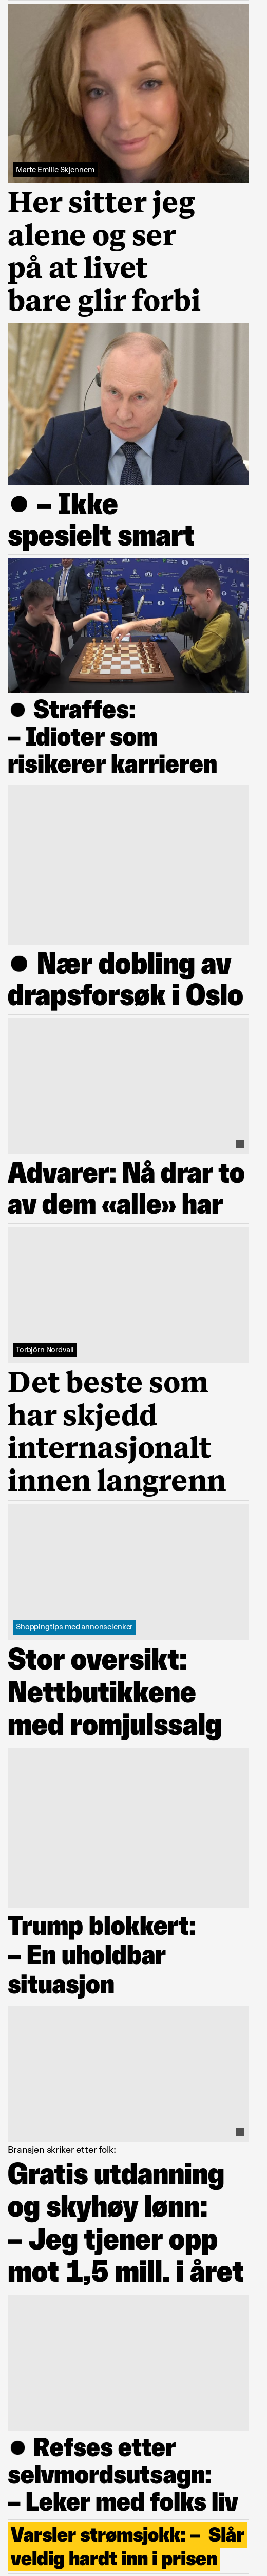 Marte Emilie Skjennem
Her sitter jeg
alene og ser
på at livet
bare glir forbi
● – Ikke
spesielt smart
● Straffes:
– Idioter som
risikerer karrieren
● Nær dobling av
drapsforsøk i Oslo
Advarer: Nå drar to
av dem «alle» har
Torbjörn Nordvall
Det beste som
har skjedd
internasjonalt
innen langrenn
Shoppingtips med annonselenker
Stor oversikt:
Nettbutikkene
med romjulssalg
Trump blokkert:
– En uholdbar
situasjon
Bransjen skriker etter folk:
Gratis utdanning
og skyhøy lønn:
– Jeg tjener opp
mot 1,5 mill. i året
● Refses etter
selvmordsutsagn:
– Leker med folks liv
Varsler strømsjokk: – Slår
veldig hardt inn i prisen